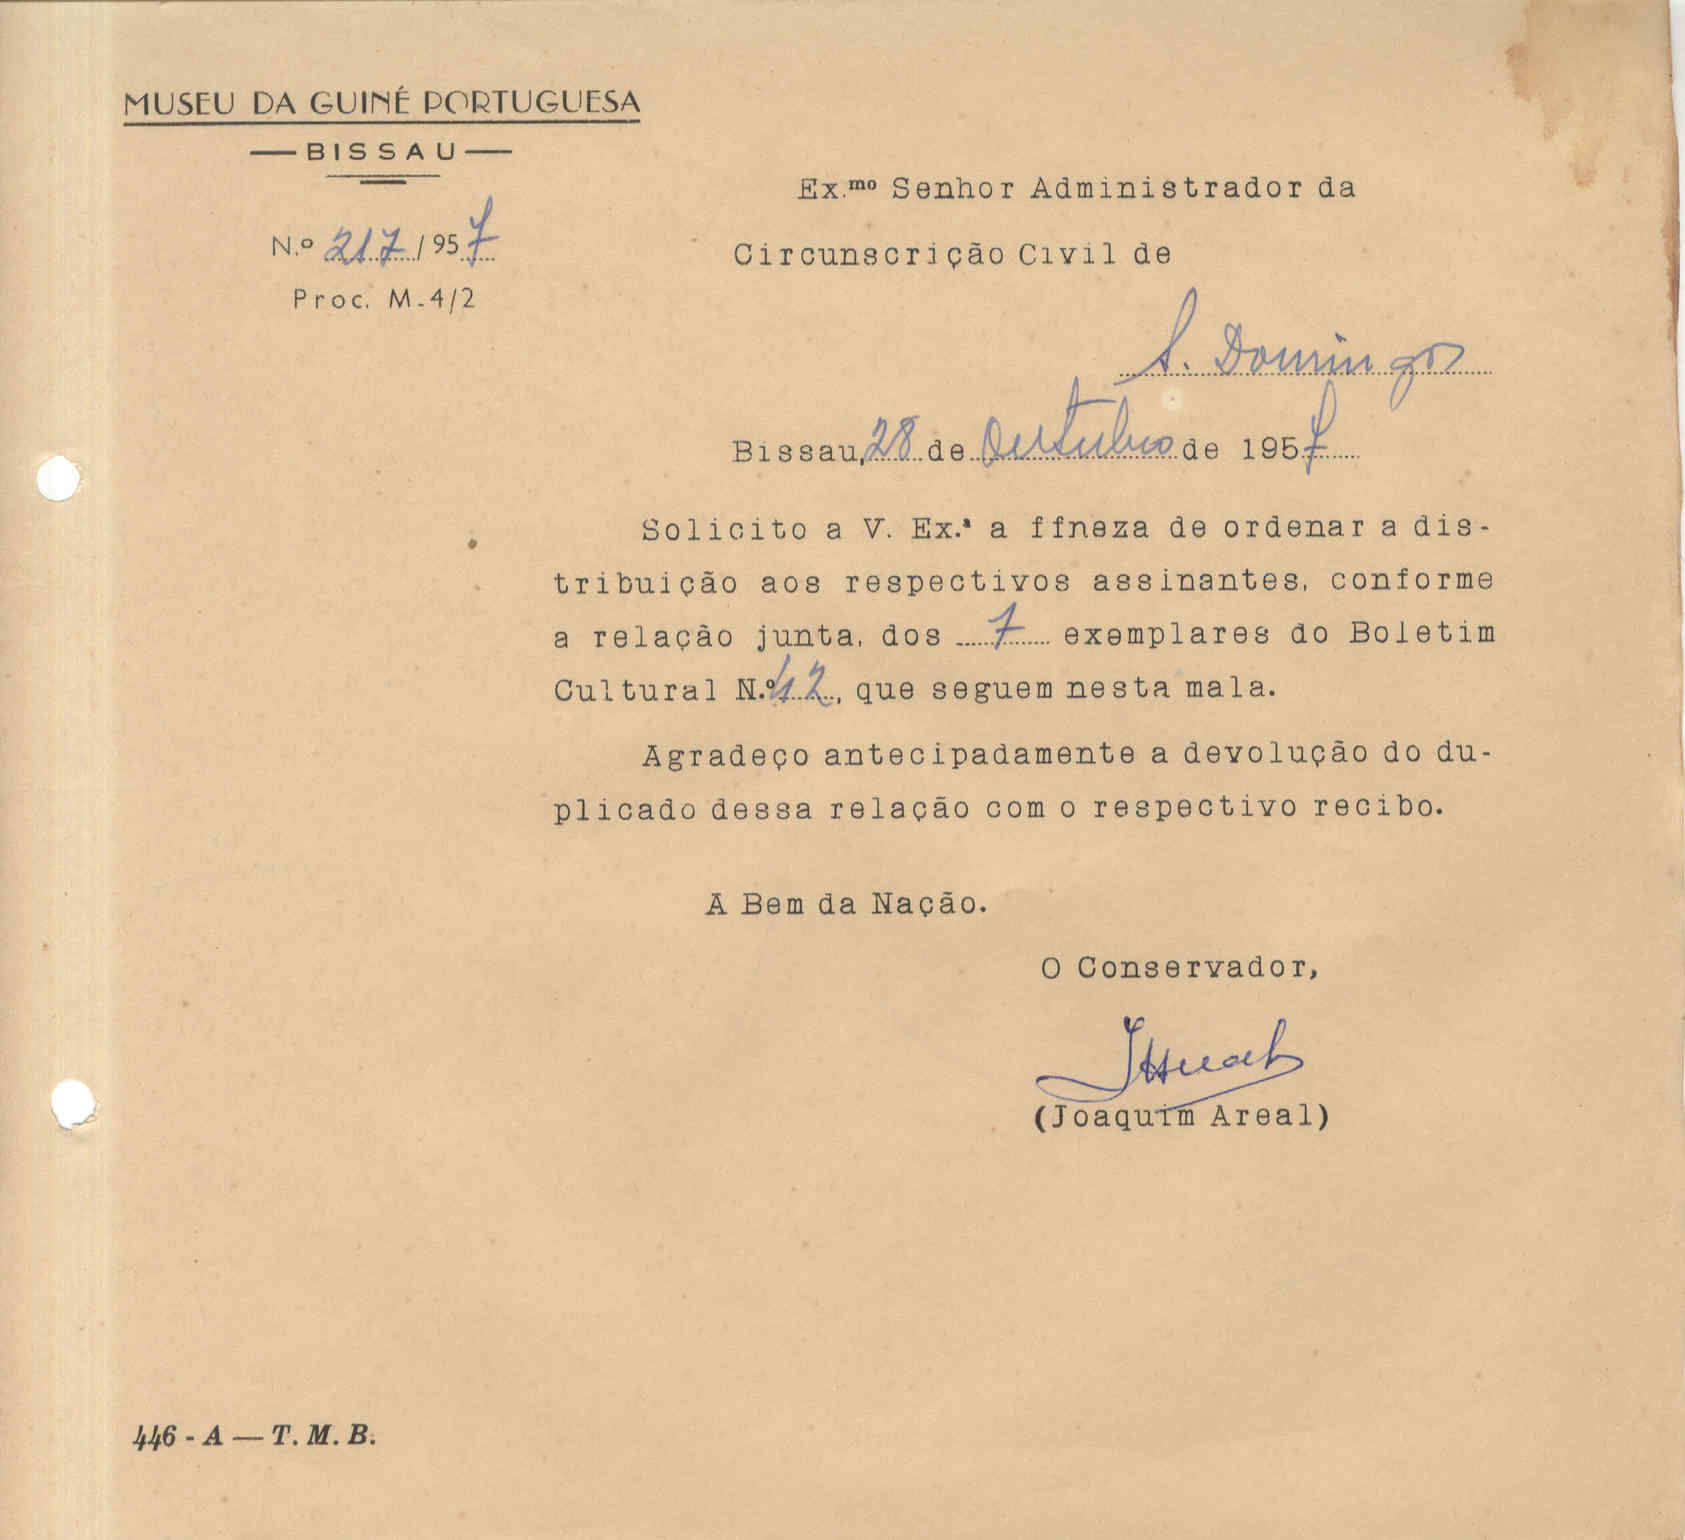 MUSEU DA GUINÉ PORTUGUESA
BISSAU
N.º 217/957
Proc. M-4/2
Ex.mo Senhor Administrador da
Circunscrição Civil de
S. Domingos
Bissau, 28 de Outubro de 1957
Solicito a V. Ex.ª a ffneza de ordenar a dis-
tribuição aos respectivos assinantes, conforme
a relação junta, dos 7 exemplares do Boletim
Cultural N.º 42, que seguem nesta mala.
Agradeço antecipadamente a devolução do du-
plicado dessa relação com o respectivo recibo.
A Bem da Nação.
O Conservador,
(Joaquim Areal)
446 - A — T. M. B.